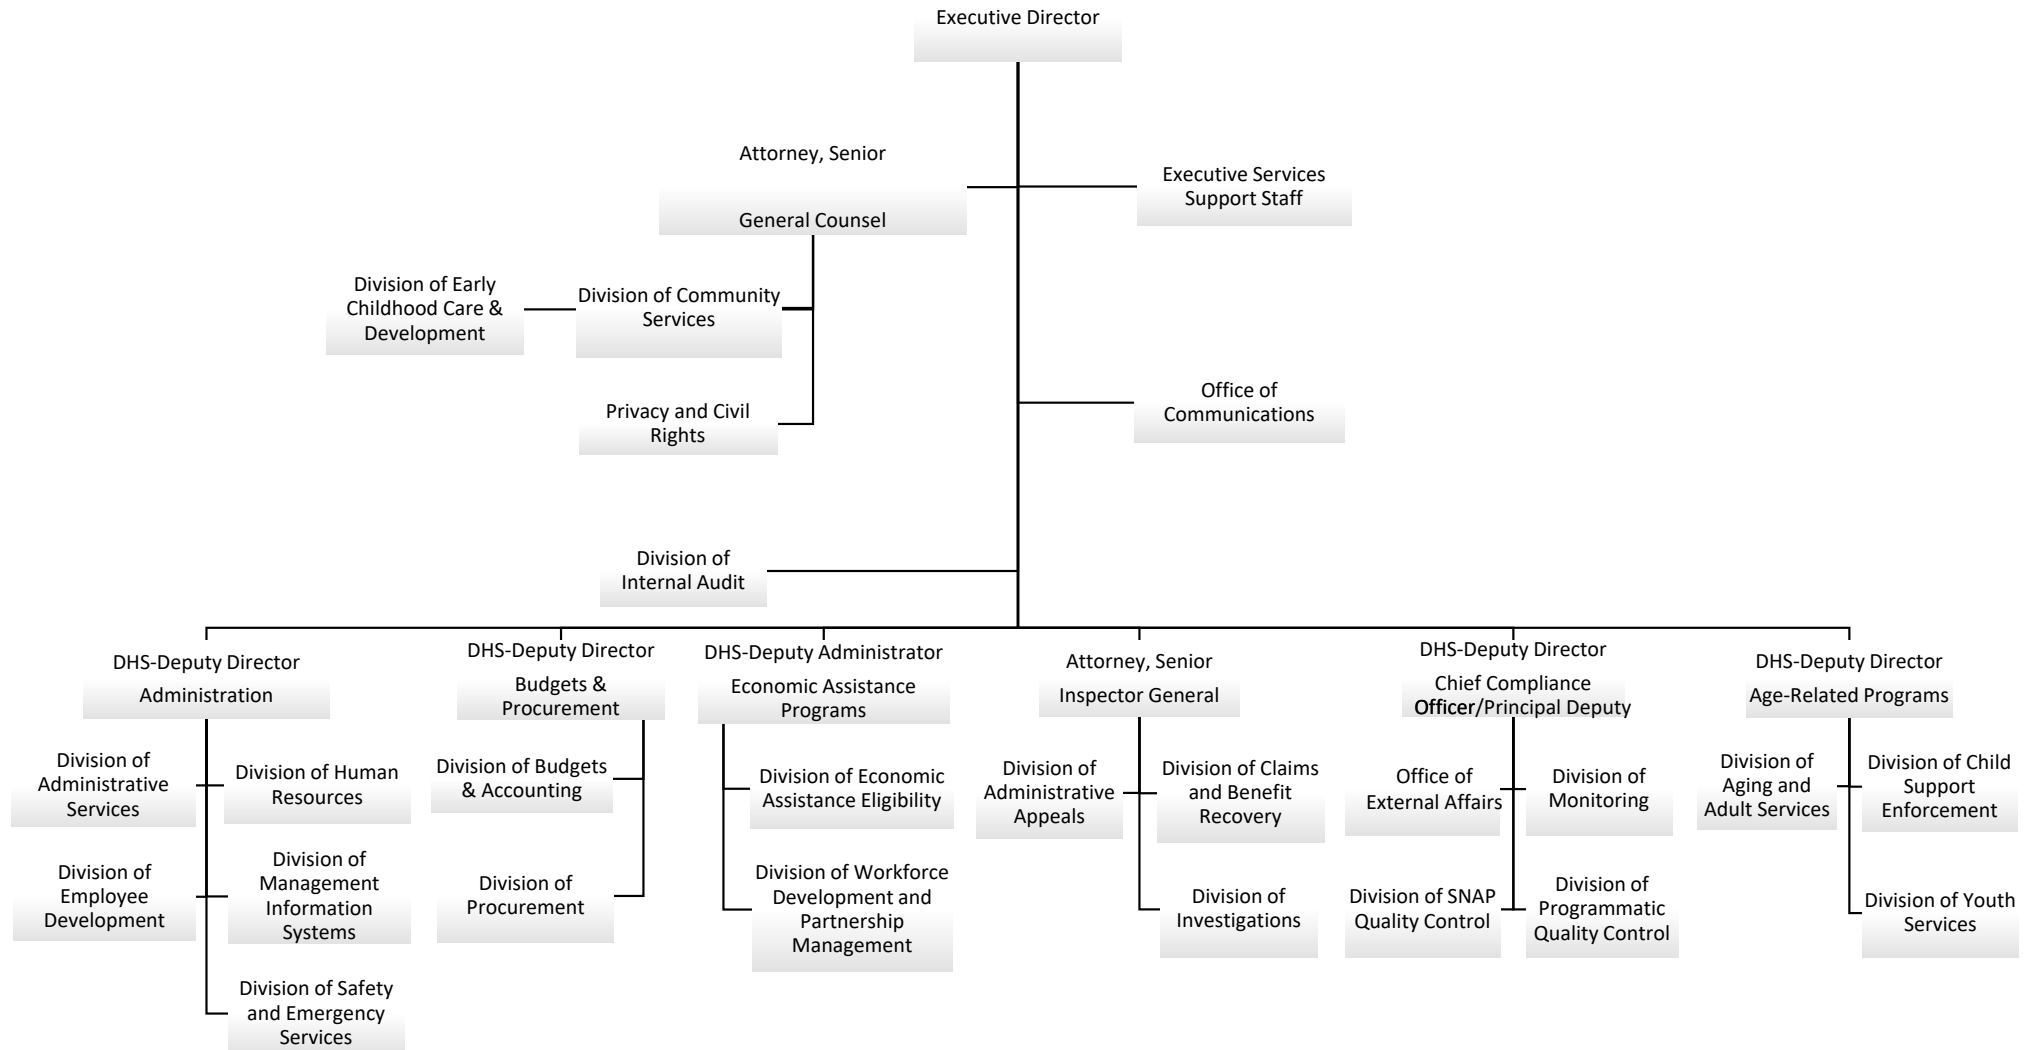 Executive Director
Attorney, Senior
General Counsel
Executive Services
Support Staff
Division of Early
Childhood Care &
Development
Division of Community
Services
Privacy and Civil
Rights
Office of
Communications
Division of
Internal Audit
DHS-Deputy Director
Administration
DHS-Deputy Director
Budgets &
Procurement
DHS-Deputy Administrator
Economic Assistance
Programs
Attorney, Senior
Inspector General
DHS-Deputy Director
Chief Compliance
Officer/Principal Deputy
DHS-Deputy Director
Age-Related Programs
Division of
Administrative
Services
Division of Human
Resources
Division of
Employee
Development
Division of
Management
Information
Systems
Division of Safety
and Emergency
Services
Division of Budgets
& Accounting
Division of
Procurement
Division of Economic
Assistance Eligibility
Division of Workforce
Development and
Partnership
Management
Division of
Administrative
Appeals
Division of Claims
and Benefit
Recovery
Division of
Investigations
Office of
External Affairs
Division of
Monitoring
Division of SNAP
Quality Control
Division of
Programmatic
Quality Control
Division of
Aging and
Adult Services
Division of Child
Support
Enforcement
Division of Youth
Services